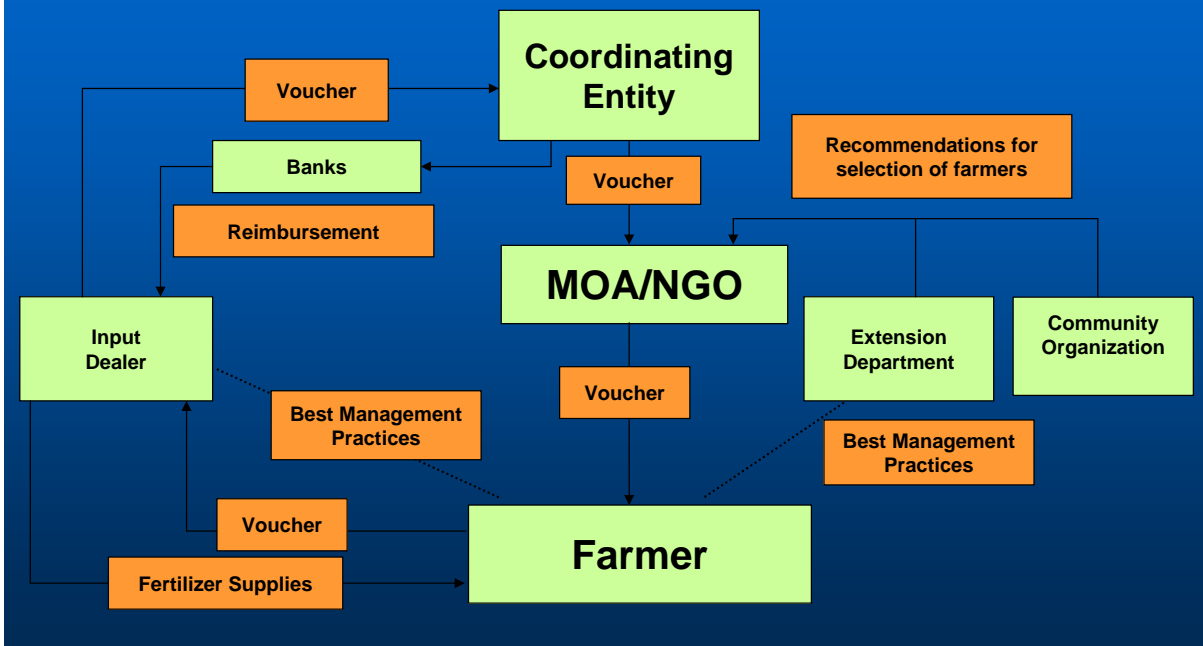 Coordinating
Entity
Voucher
Recommendations for
selection of farmers
Banks
Voucher
Reimbursement
MOA/NGO
Input
Dealer
Extension
Department
Community
Organization
Voucher
Best Management
Practices
Best Management
Practices
Voucher
Farmer
Fertilizer Supplies